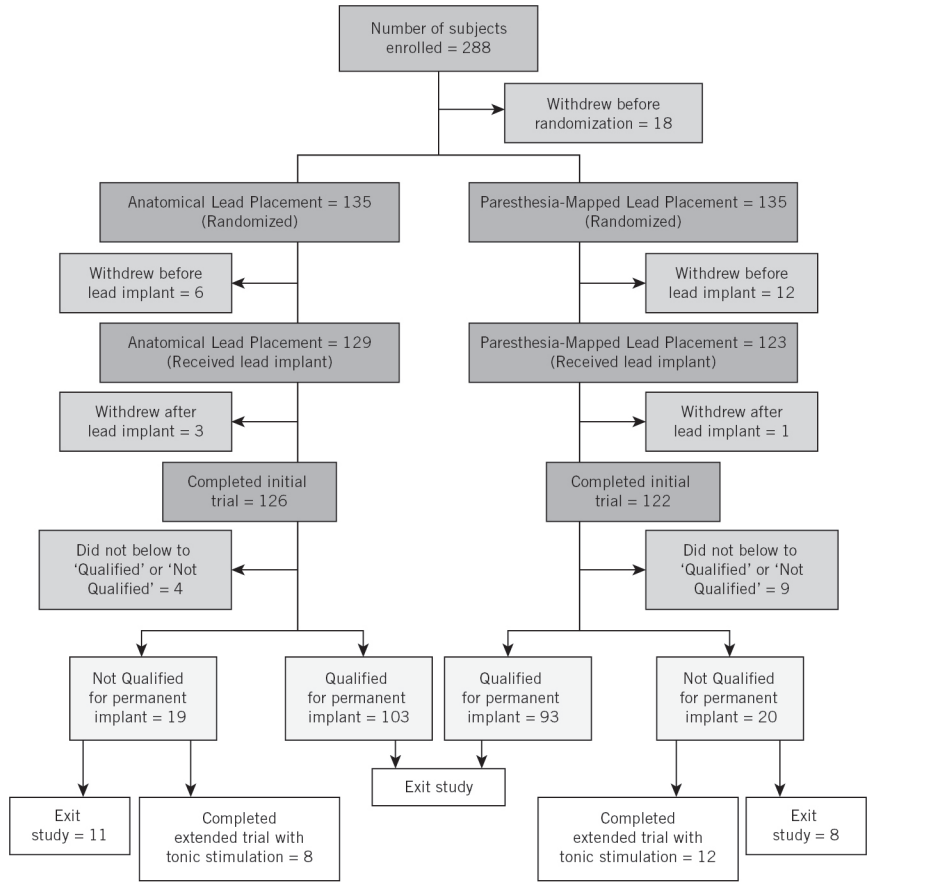 Number of subjects
enrolled = 288
Withdrew before
randomization = 18
Anatomical Lead Placement = 135
(Randomized)
Paresthesia-Mapped Lead Placement = 135
(Randomized)
Withdrew before
lead implant = 6
Withdrew before
lead implant = 12
Anatomical Lead Placement = 129
(Received lead implant)
Paresthesia-Mapped Lead Placement = 123
(Received lead implant)
Withdrew after
lead implant = 3
Withdrew after
lead implant = 1
Completed initial
trial = 126
Completed initial
trial = 122
Did not below to
‘Qualified’ or ‘Not
Qualified’ = 4
Did not below to
‘Qualified’ or ‘Not
Qualified’ = 9
Not Qualified
for permanent
implant = 19
Qualified
for permanent
implant = 103
Qualified
for permanent
implant = 93
Not Qualified
for permanent
implant = 20
Exit study
Exit
study = 11
Completed
extended trial with
tonic stimulation = 8
Completed
extended trial with
tonic stimulation = 12
Exit
study = 8